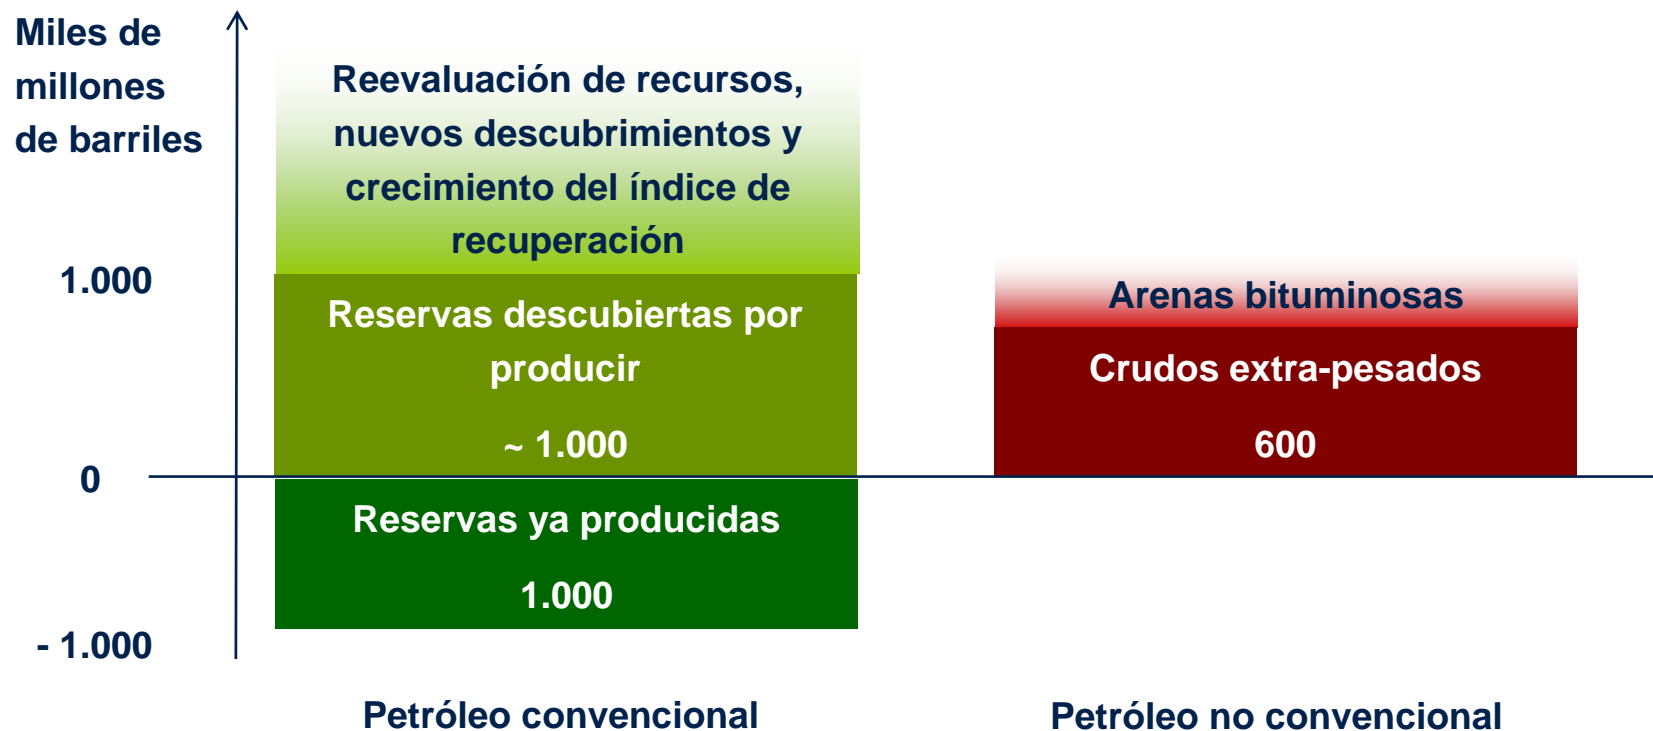 Miles de
millones
de barriles
1.000
0
- 1.000
Reevaluación de recursos,
nuevos descubrimientos y
crecimiento del índice de
recuperación
Reservas descubiertas por
producir
~ 1.000
Reservas ya producidas
1.000
Petróleo convencional
Arenas bituminosas
Crudos extra-pesados
600
Petróleo no convencional